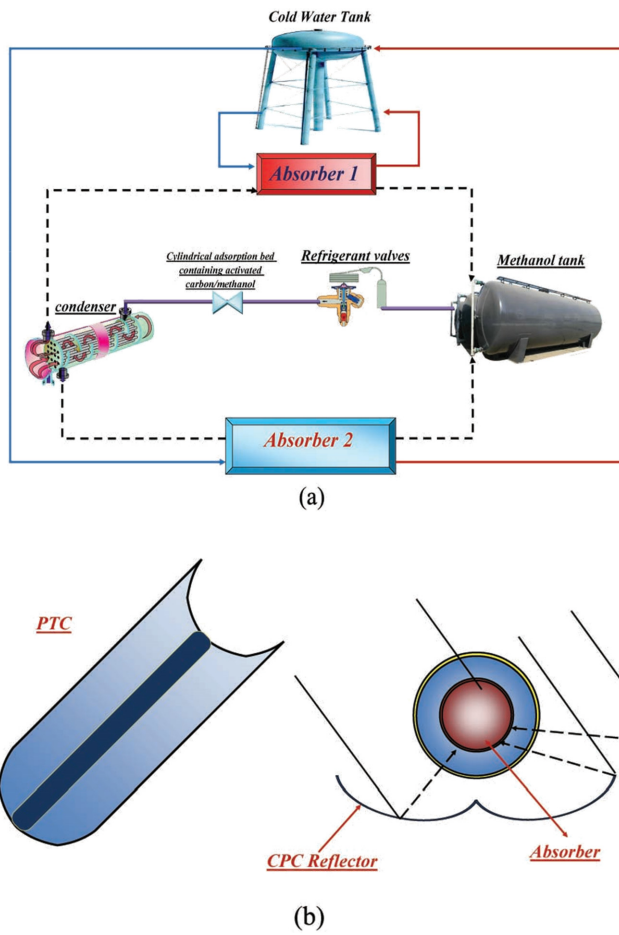 Cold Water Tank
Absorber 1
Cylindrical adsorption bed
containing activated
carbon/methanol
Refrigerant valves
Methanol tank
condenser
Absorber 2
(a)
PTC
CPC Reflector
Absorber
(b)